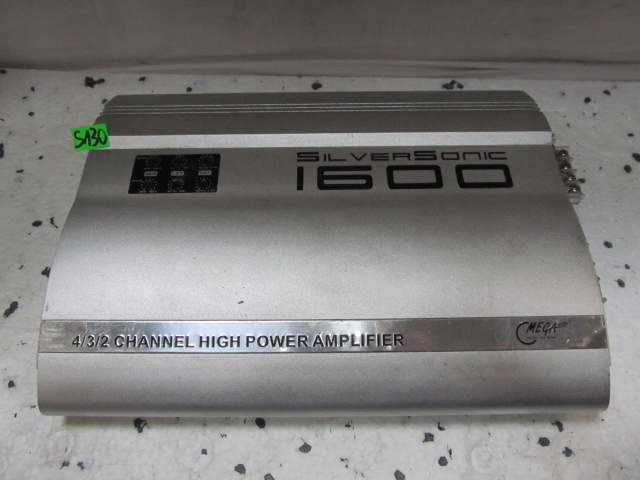 SA30
SILVERSONIC
1600
4/3/2 CHANNEL HIGH POWER AMPLIFIER
MEGA